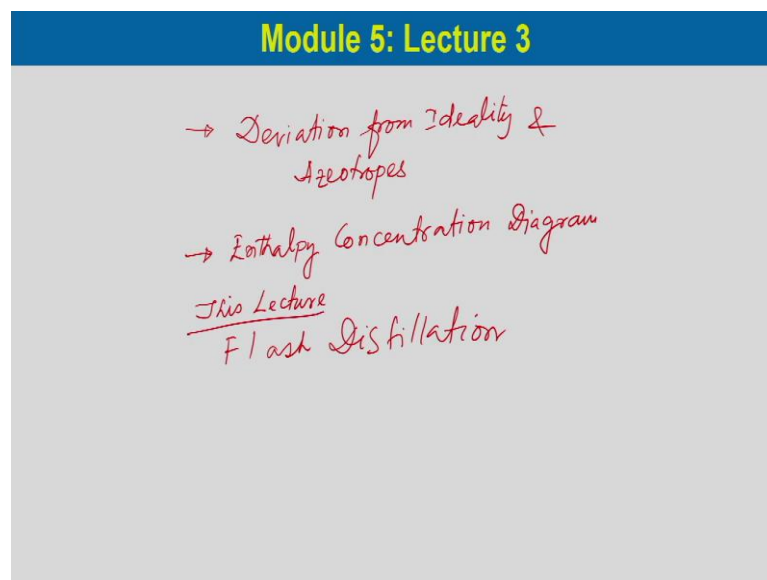 Module 5: Lecture 3
→ Deviation from Ideality &
Azeotropes
→ Enthalpy Concentration Diagram
This Lecture
Flash Distillation